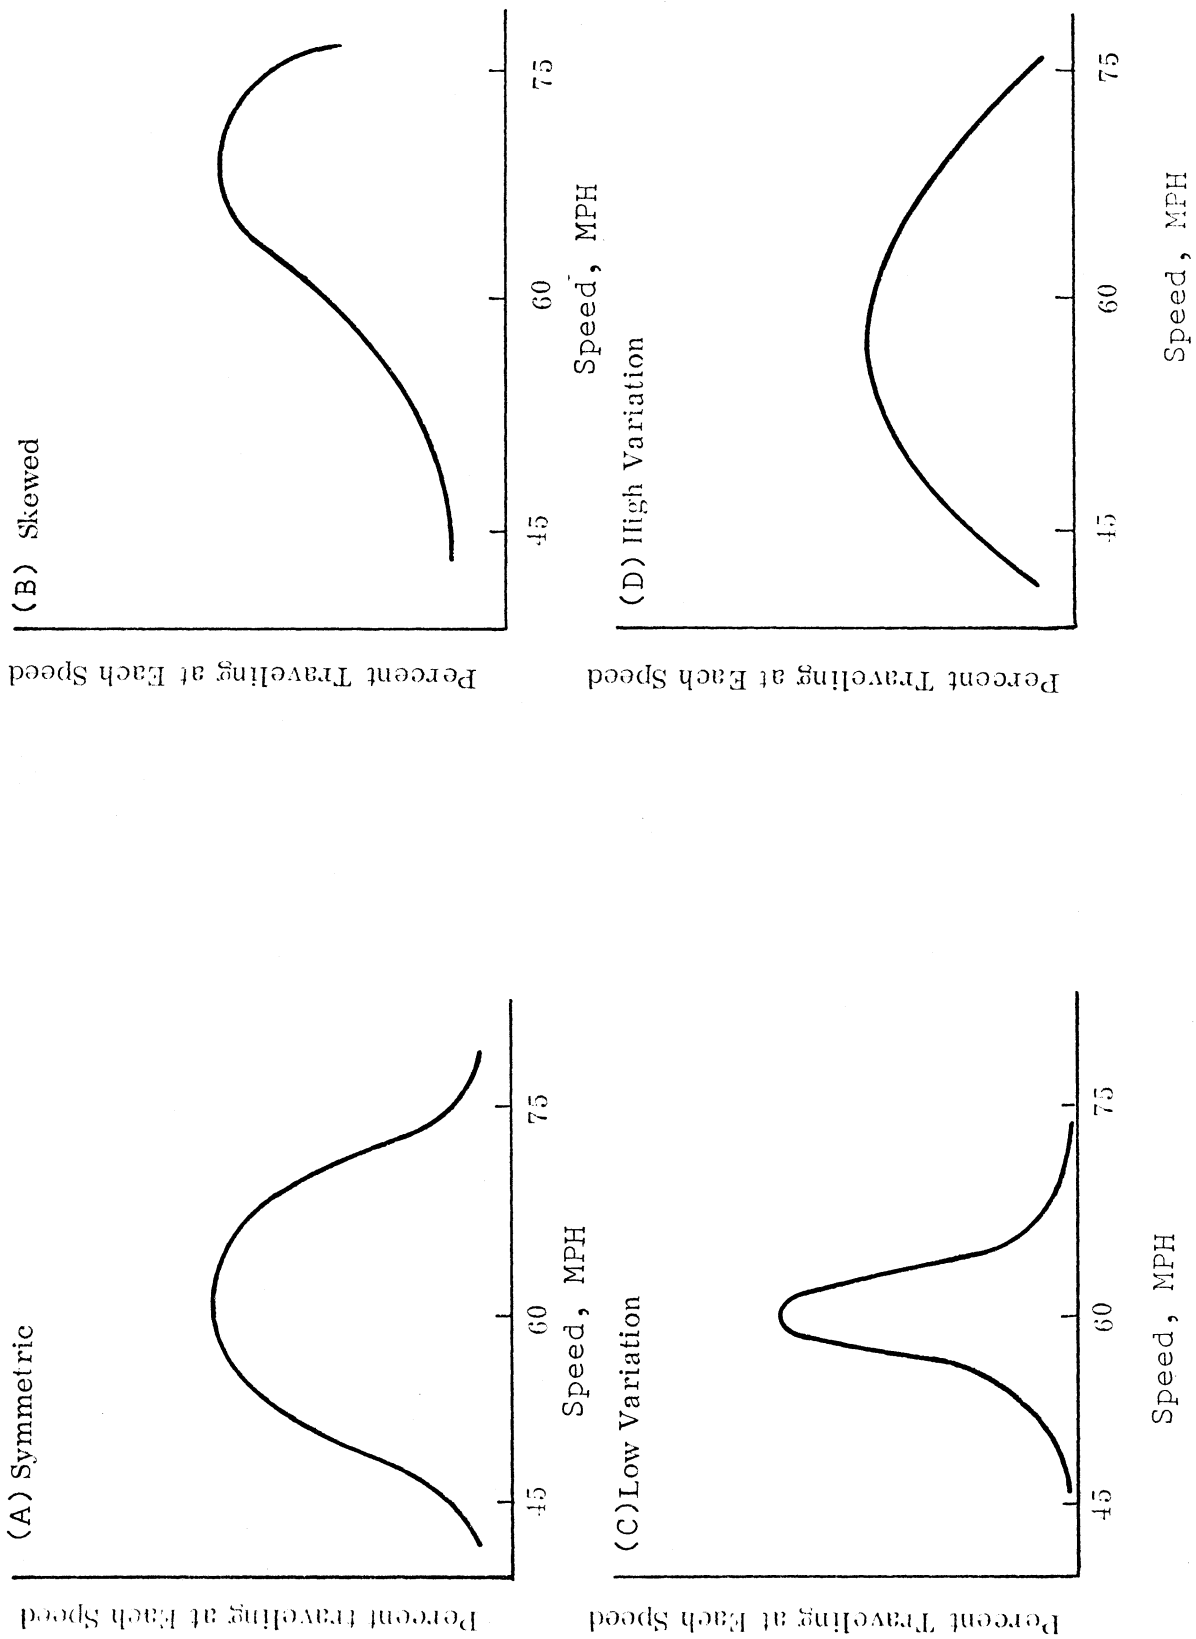 (A) Symmetric
Percent traveling at Each Speed
45 60 75
Speed, MPH
(B) Skewed
Percent Traveling at Each Speed
45 60 75
Speed, MPH
(C) Low Variation
Percent Traveling at Each Speed
45 60 75
Speed, MPH
(D) High Variation
Percent Traveling at Each Speed
45 60 75
Speed, MPH